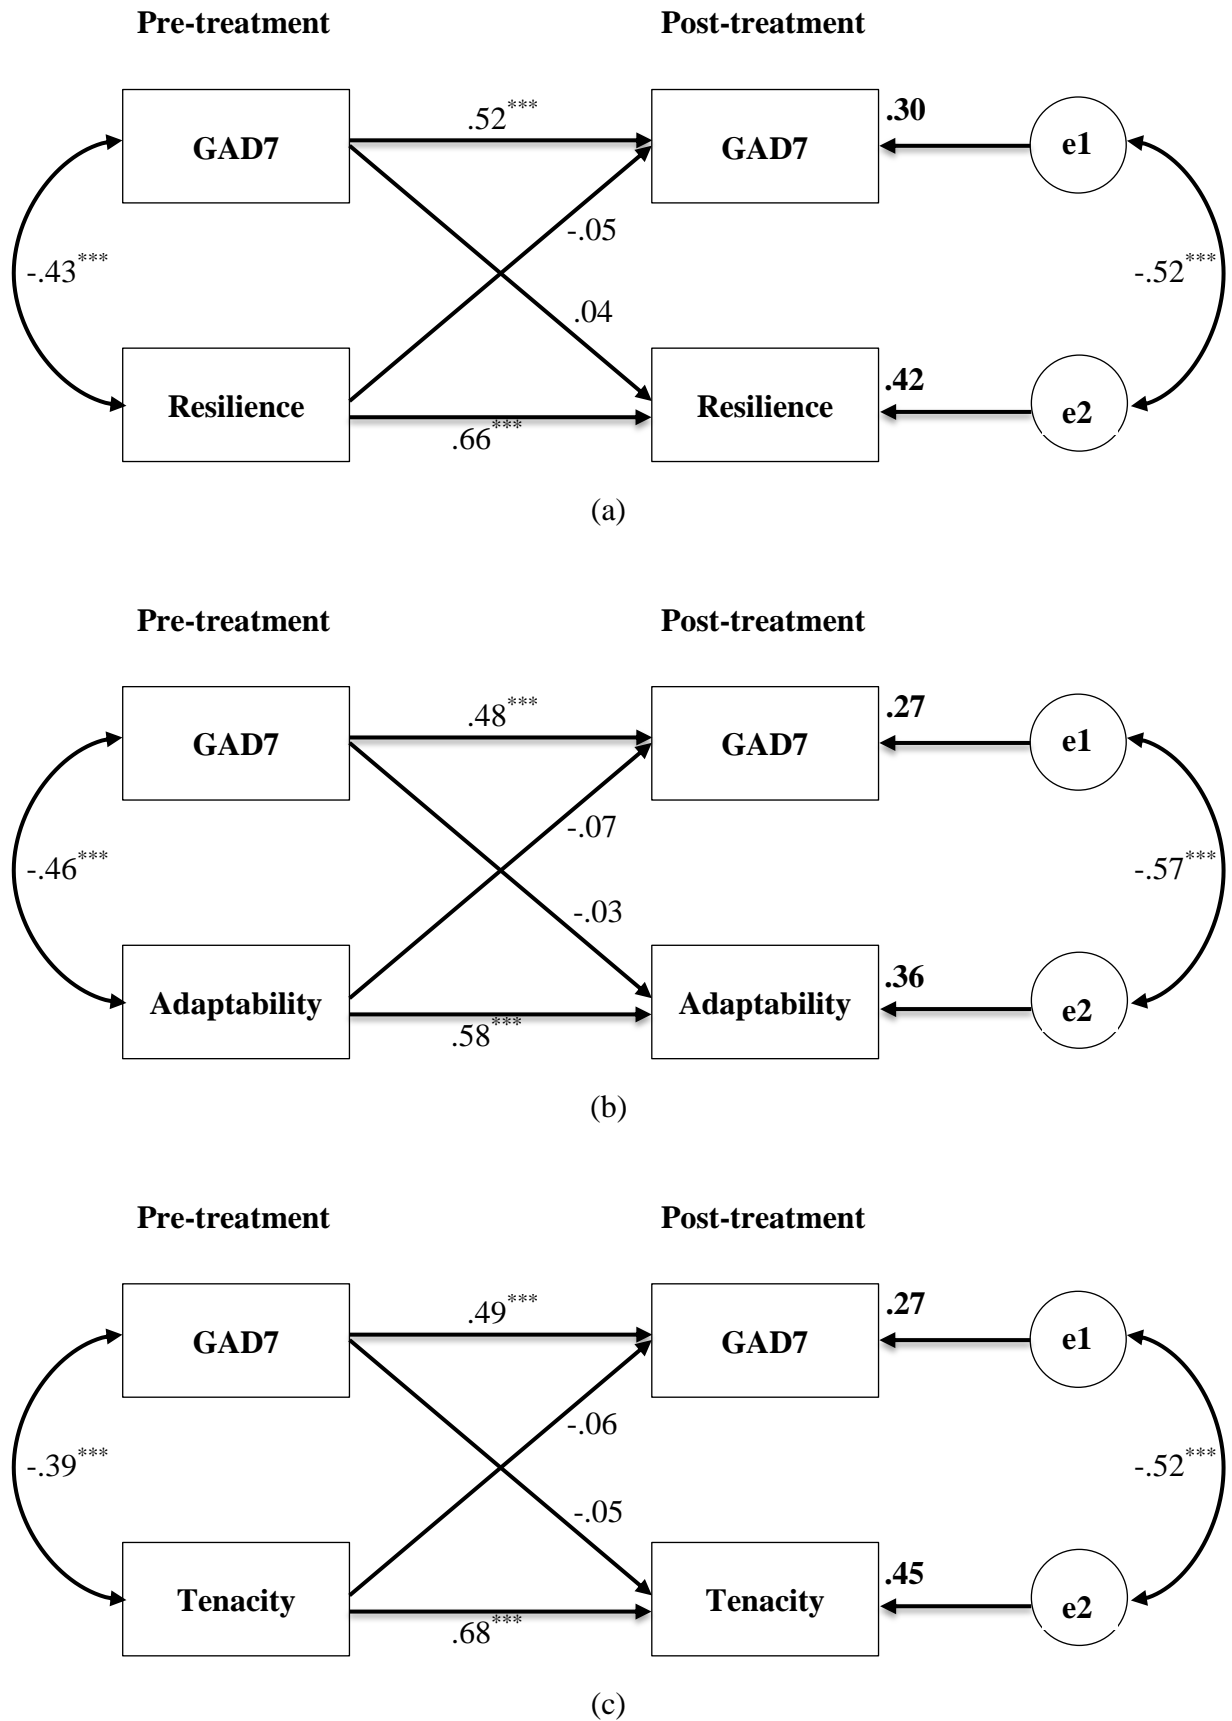 Pre-treatment Post-treatment
GAD7 .52*** GAD7 .30 e1
-.05
-.43*** -.52***
.04
Resilience .66*** Resilience .42 e2
(a)
Pre-treatment Post-treatment
GAD7 .48*** GAD7 .27 e1
-.07
-.46*** -.57***
-.03
Adaptability .58*** Adaptability .36 e2
(b)
Pre-treatment Post-treatment
GAD7 .49*** GAD7 .27 e1
-.06
-.39*** -.52***
-.05
Tenacity .68*** Tenacity .45 e2
(c)